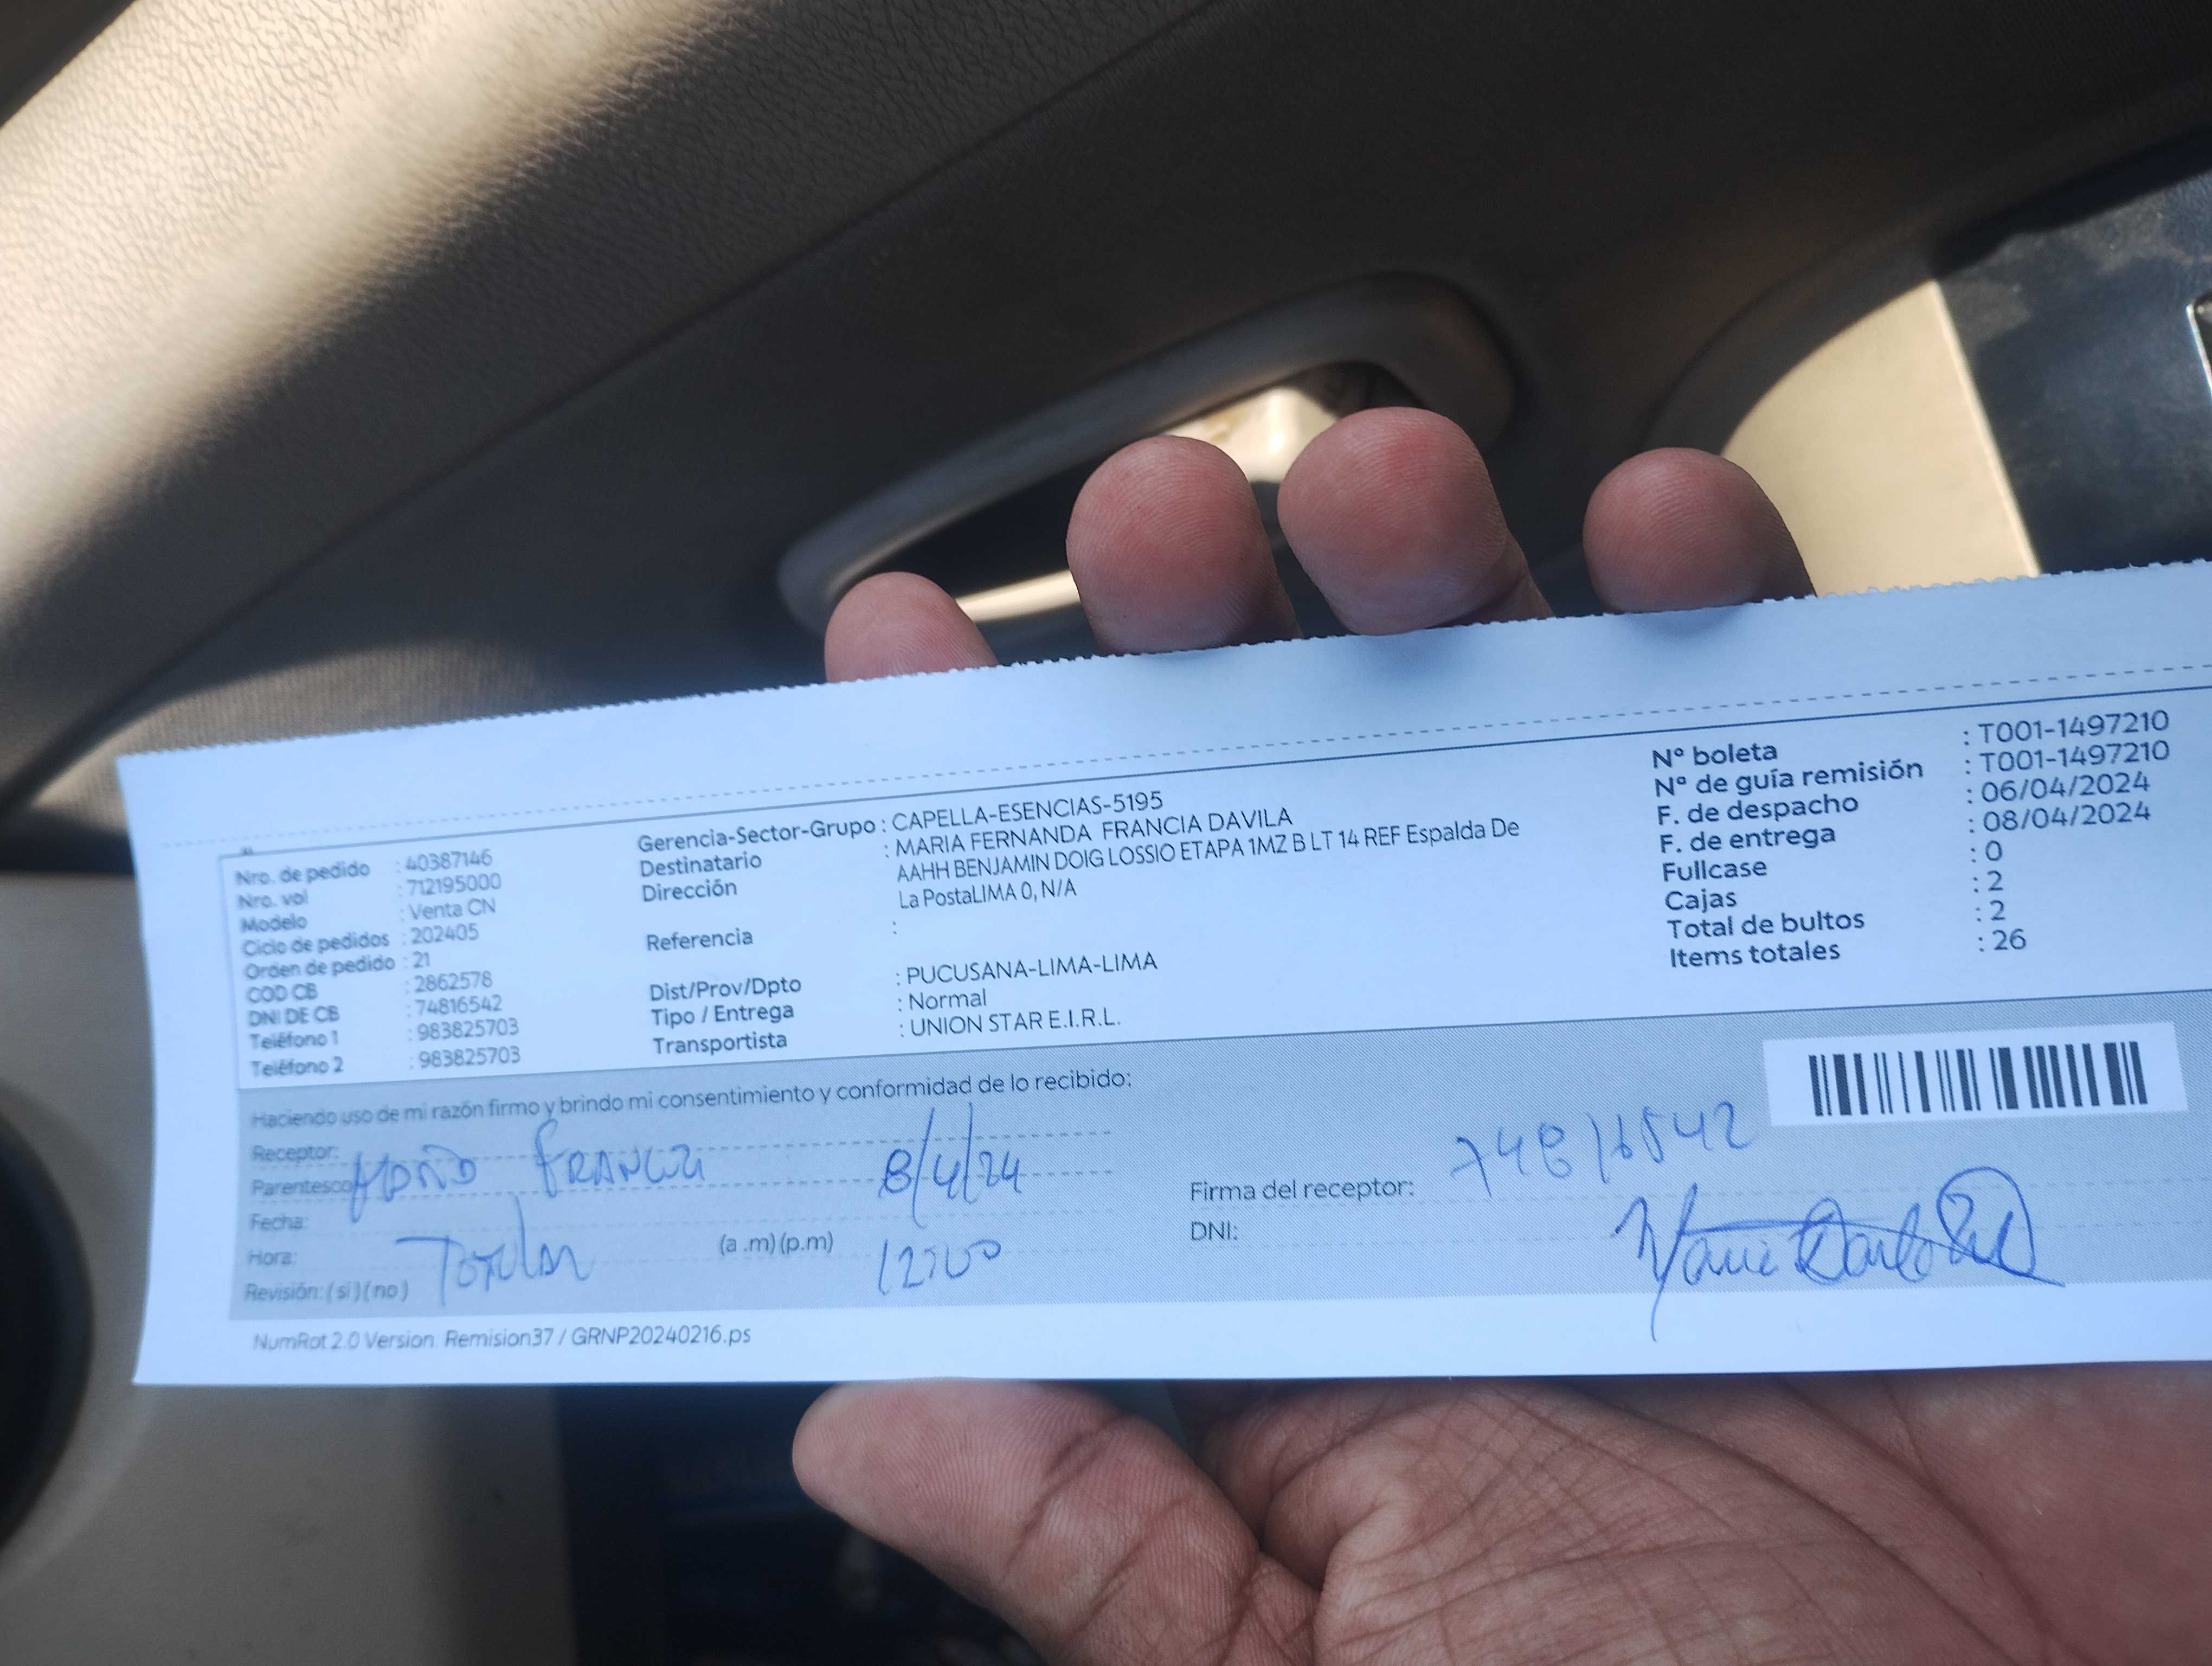 Nro. de pedido : 40387146
Nro. vol : 712195000
Modelo : Venta CN
Ciclo de pedidos : 202405
Orden de pedido : 21
COD CB : 2862578
DNI DE CB : 74816542
Teléfono 1 : 983825703
Teléfono 2 : 983825703
Gerencia-Sector-Grupo : CAPELLA-ESENCIAS-5195
Destinatario : MARIA FERNANDA FRANCIA DAVILA
Dirección AAHH BENJAMIN DOIG LOSSIO ETAPA 1MZ B LT 14 REF Espalda De
La PostaLIMA 0, N/A
Referencia :
Dist/Prov/Dpto : PUCUSANA-LIMA-LIMA
Tipo / Entrega : Normal
Transportista : UNION STAR E.I.R.L.
N° boleta : T001-1497210
N° de guía remisión : T001-1497210
F. de despacho : 06/04/2024
F. de entrega : 08/04/2024
Fullcase : 0
Cajas : 2
Total de bultos : 2
Items totales : 26
Haciendo uso de mi razón firmo y brindo mi consentimiento y conformidad de lo recibido:
Receptor:
Parentesco 8/4/24
Fecha:
Hora: (a .m) (p.m)
Revisión: ( si ) ( no )
74816542
Firma del receptor:
DNI:
NumRot 2.0 Version: Remision37 / GRNP20240216.ps